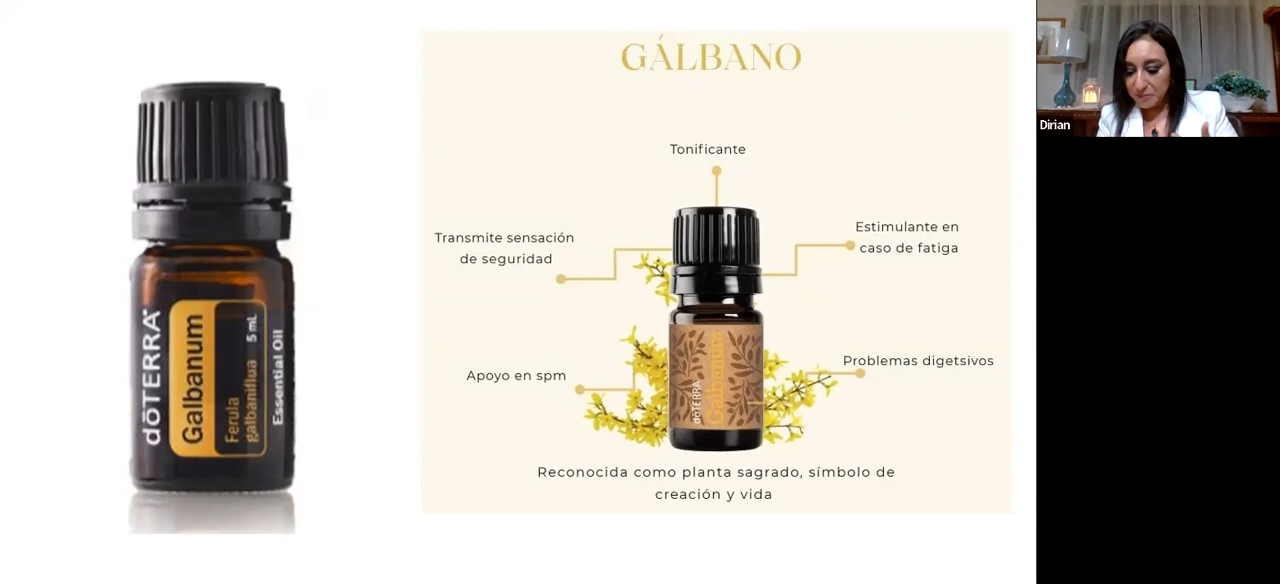 dōTERRA
Galbanum
Ferula
galbaniflua
5 mL
Essential Oil
GÁLBANO
Tonificante
Transmite sensación
de seguridad
Estimulante en
caso de fatiga
Apoyo en spm
Problemas digetsivos
dōTERRA
Galbanum
Reconocida como planta sagrado, símbolo de
creación y vida
Dirian